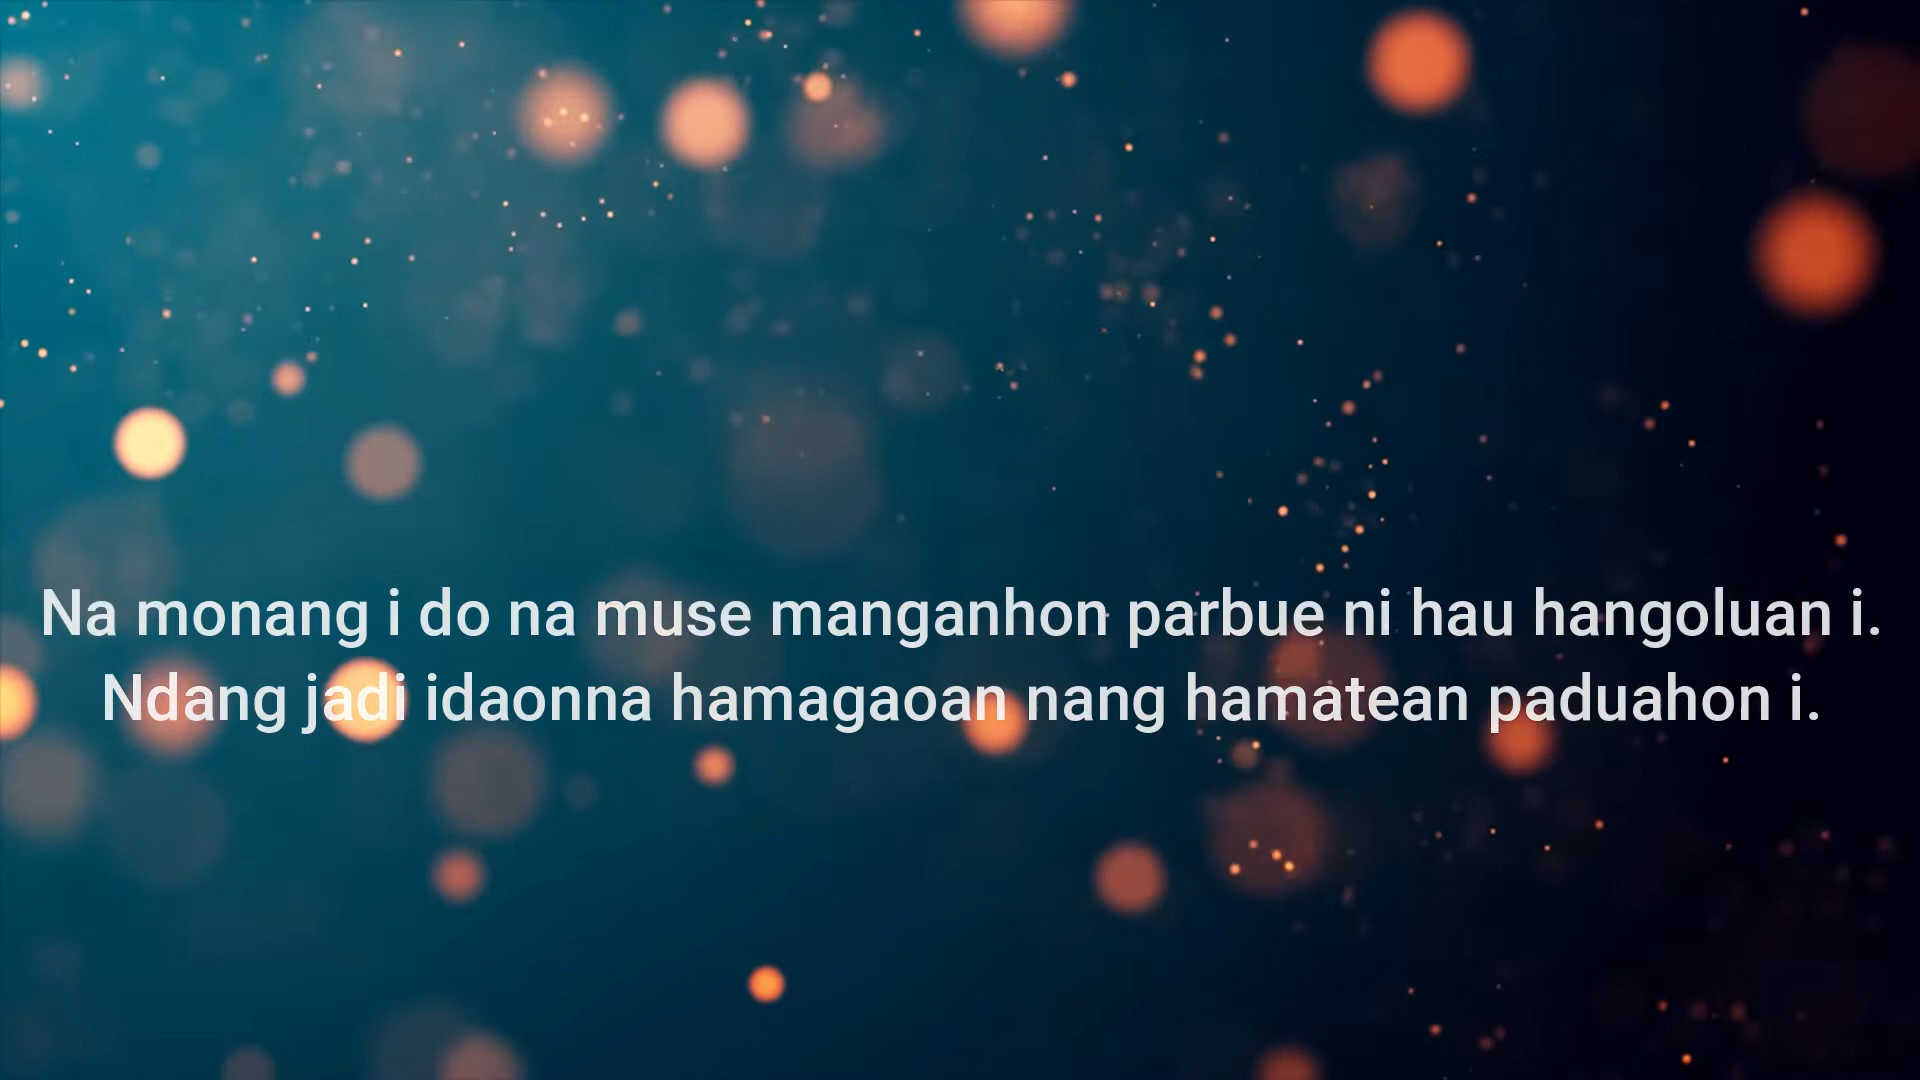 Na monang i do na muse manganhon parbue ni hau hangoluan i.
Ndang jadi idaonna hamagaoan nang hamatean paduahon i.